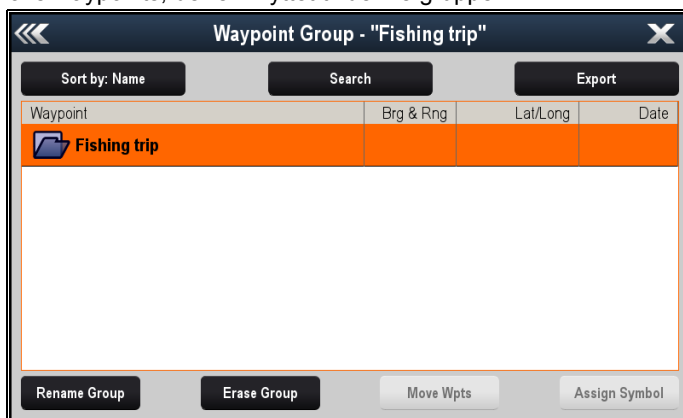 Waypoint Group - "Fishing trip"
Sort by: Name Search Export
Waypoint Brg & Rng Lat/Long Date
Fishing trip
Rename Group Erase Group Move Wpts Assign Symbol